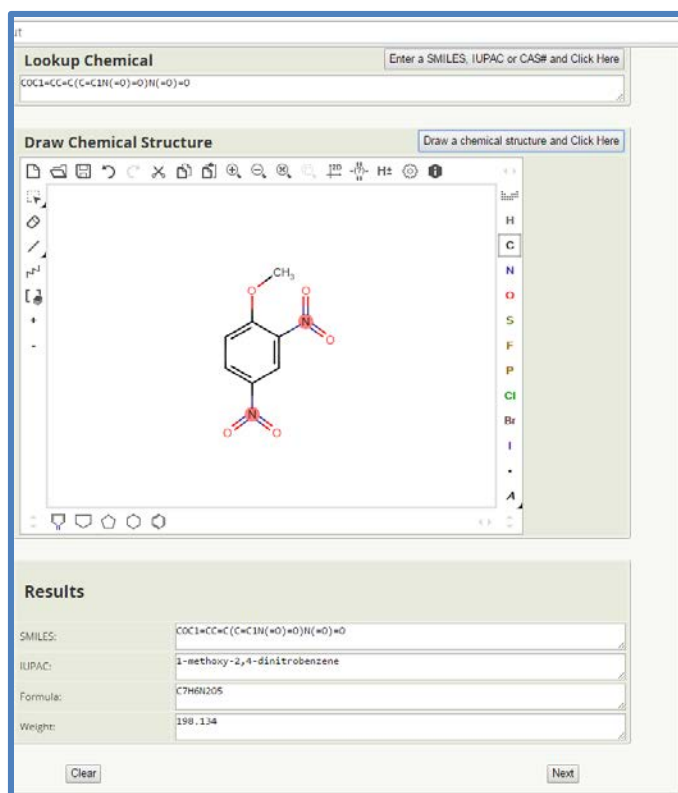 ut
Lookup Chemical
Enter a SMILES, IUPAC or CAS# and Click Here
COC1=CC=C(C=C1N(=O)=O)N(=O)=O
Draw Chemical Structure
Draw a chemical structure and Click Here
2D
H±
H
C
N
O
S
F
P
Cl
Br
I
A
+
-
CH3
O
O
N
O
N
O
O
Results
SMILES:
COC1=CC=C(C=C1N(=O)=O)N(=O)=O
IUPAC:
1-methoxy-2,4-dinitrobenzene
Formula:
C7H6N2O5
Weight:
198.134
Clear
Next